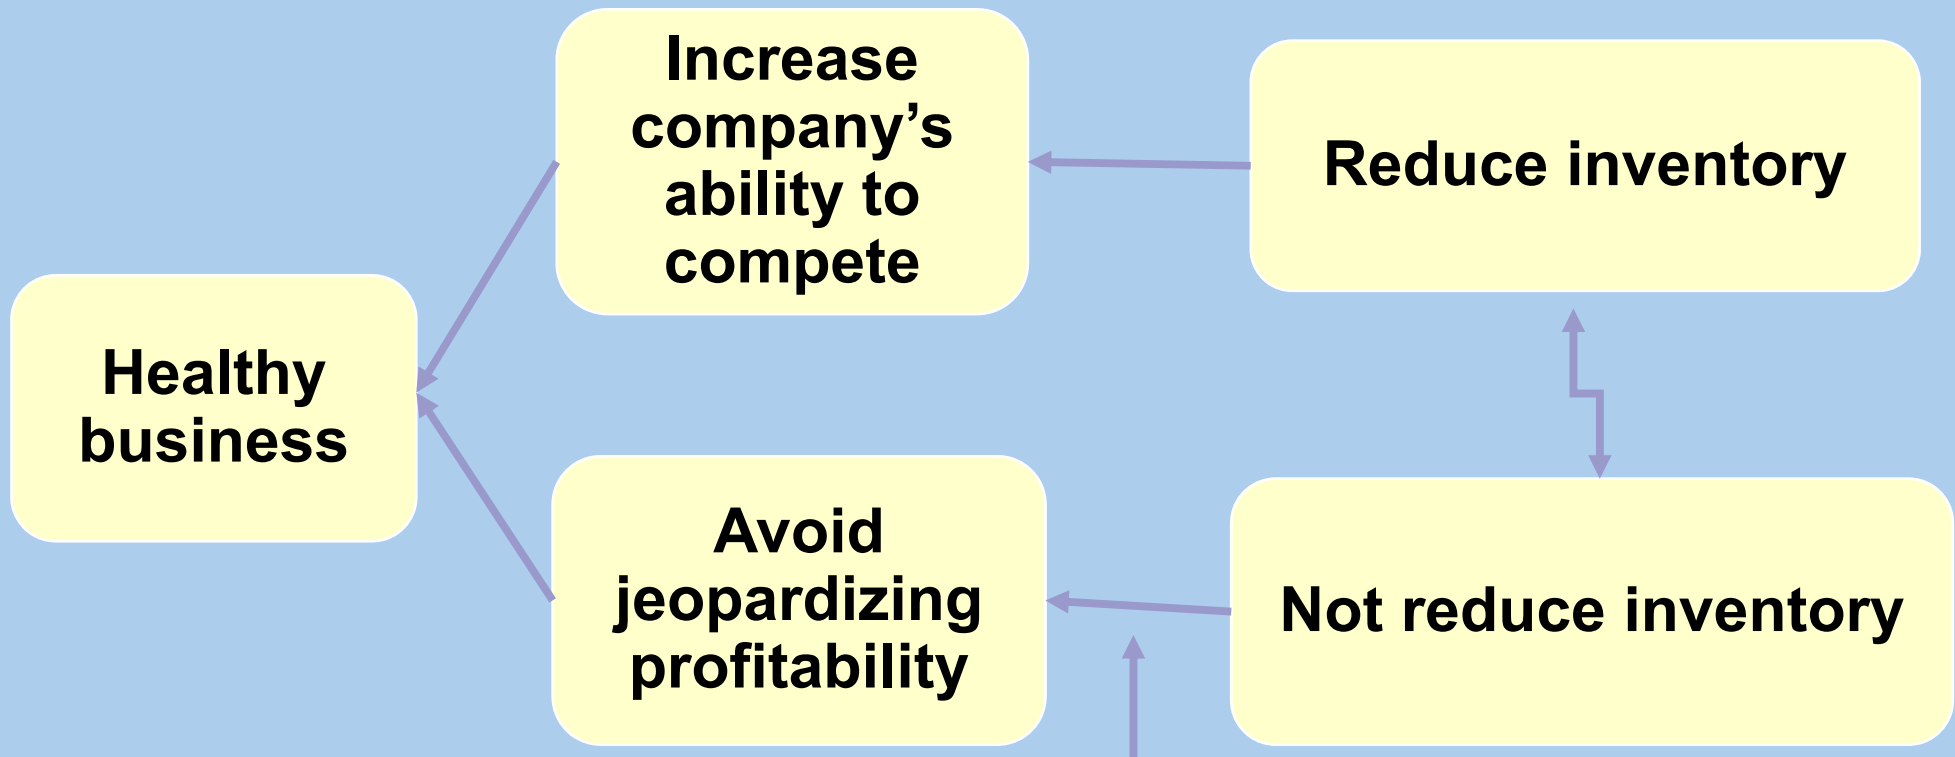 Increase
company’s
ability to
compete
Reduce inventory
Healthy
business
Avoid
jeopardizing
profitability
Not reduce inventory